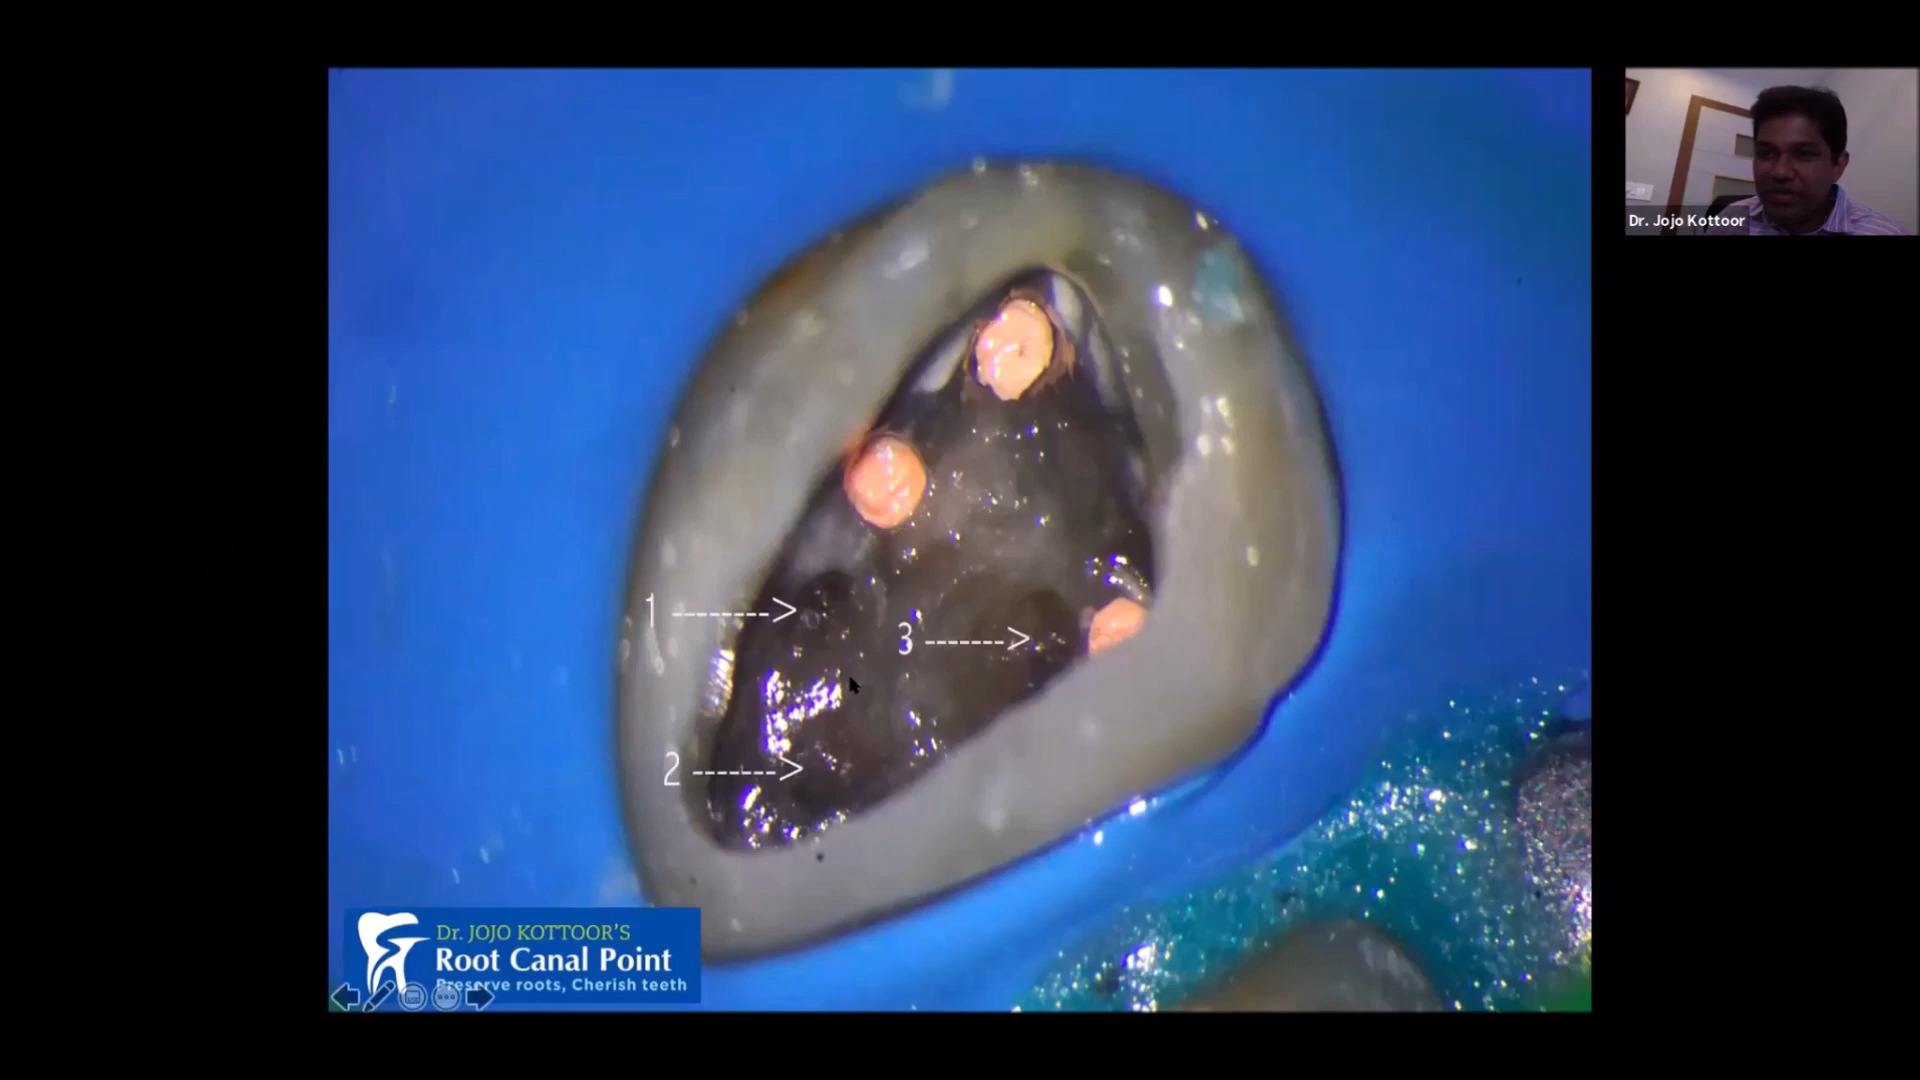 Dr. Jojo Kottoor
1 ------->
3 ------>
2 ------>
Dr. JOJO KOTTOOR'S
Root Canal Point
Preserve roots, Cherish teeth